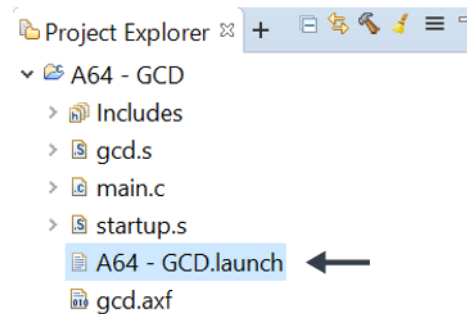 Project Explorer
A64 - GCD
Includes
gcd.s
main.c
startup.s
A64 - GCD.launch
gcd.axf